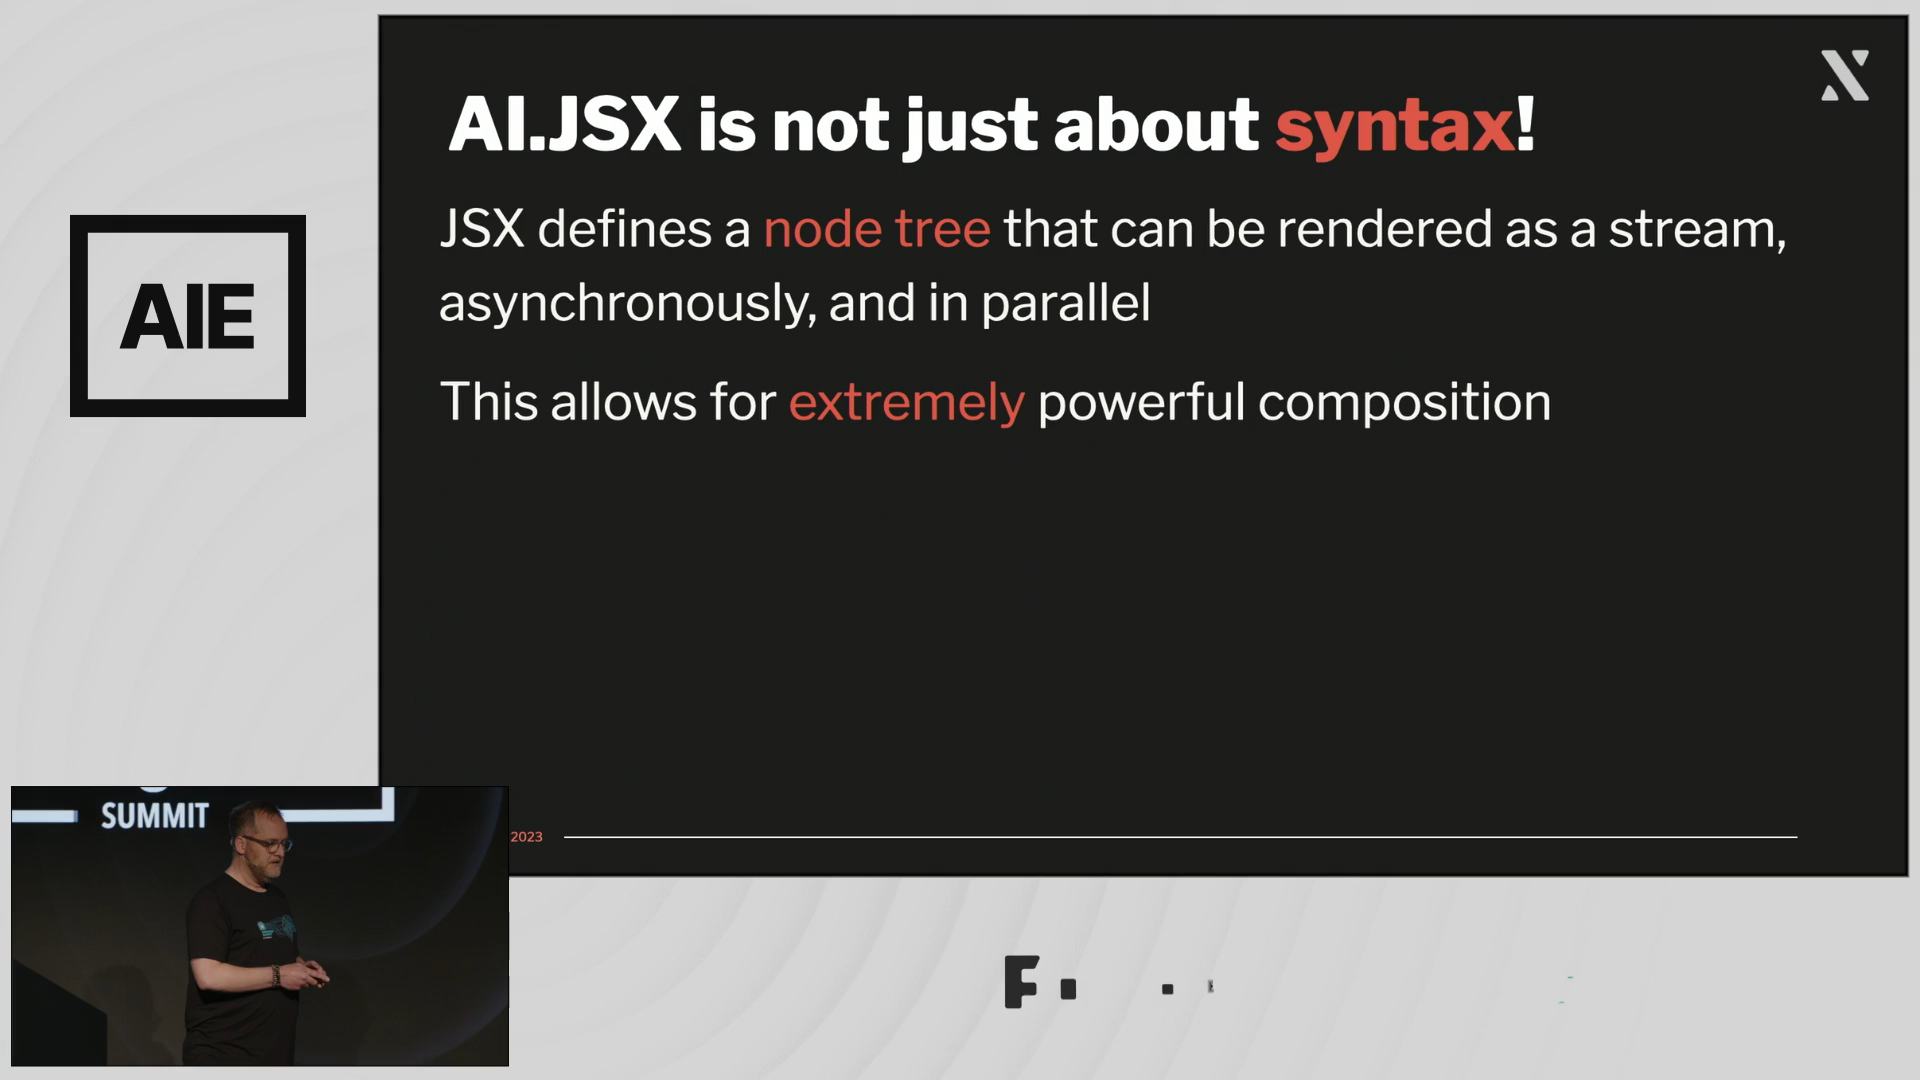 AI.JSX is not just about syntax!
JSX defines a node tree that can be rendered as a stream,
asynchronously, and in parallel
This allows for extremely powerful composition
AIE
SUMMIT
2023
F